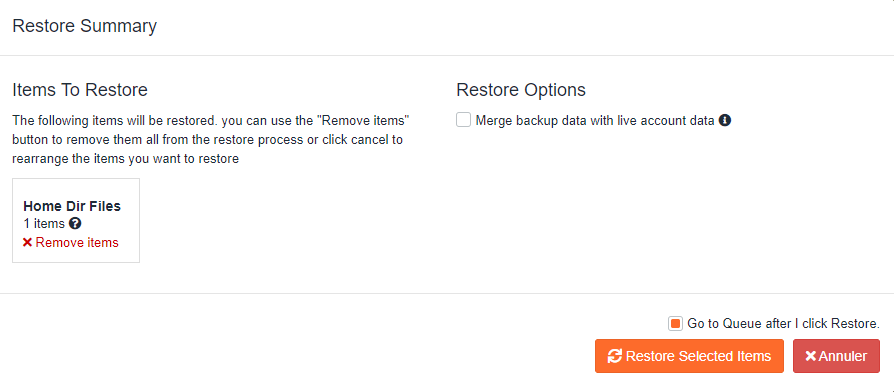 Restore Summary
Items To Restore
The following items will be restored. you can use the "Remove items"
button to remove them all from the restore process or click cancel to
rearrange the items you want to restore
Home Dir Files
1 items
Remove items
Restore Options
Merge backup data with live account data
Go to Queue after I click Restore.
Restore Selected Items
Annuler